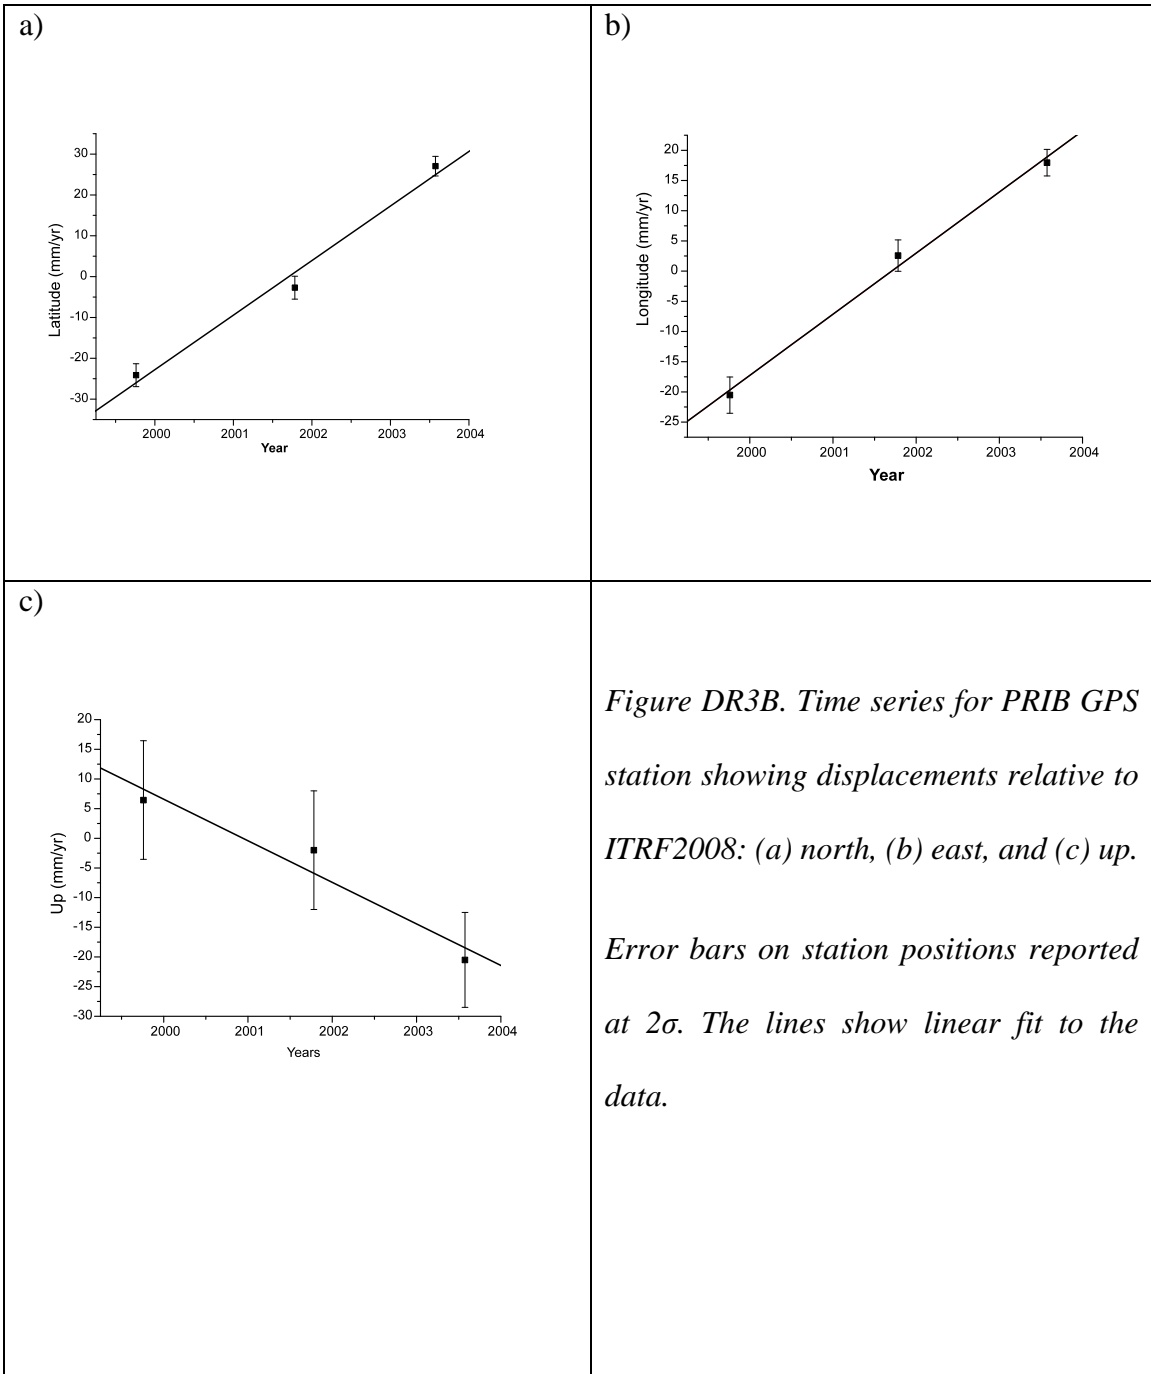 a)
30
20
10
0
-10
-20
-30
Latitude (mm/yr)
2000 2001 2002 2003 2004
Year
b)
20
15
10
5
0
-5
-10
-15
-20
-25
Longitude (mm/yr)
2000 2001 2002 2003 2004
Year
c)
20
15
10
5
0
-5
-10
-15
-20
-25
-30
Up (mm/yr)
2000 2001 2002 2003 2004
Years
Figure DR3B. Time series for PRIB GPS
station showing displacements relative to
ITRF2008: (a) north, (b) east, and (c) up.
Error bars on station positions reported
at 2σ. The lines show linear fit to the
data.